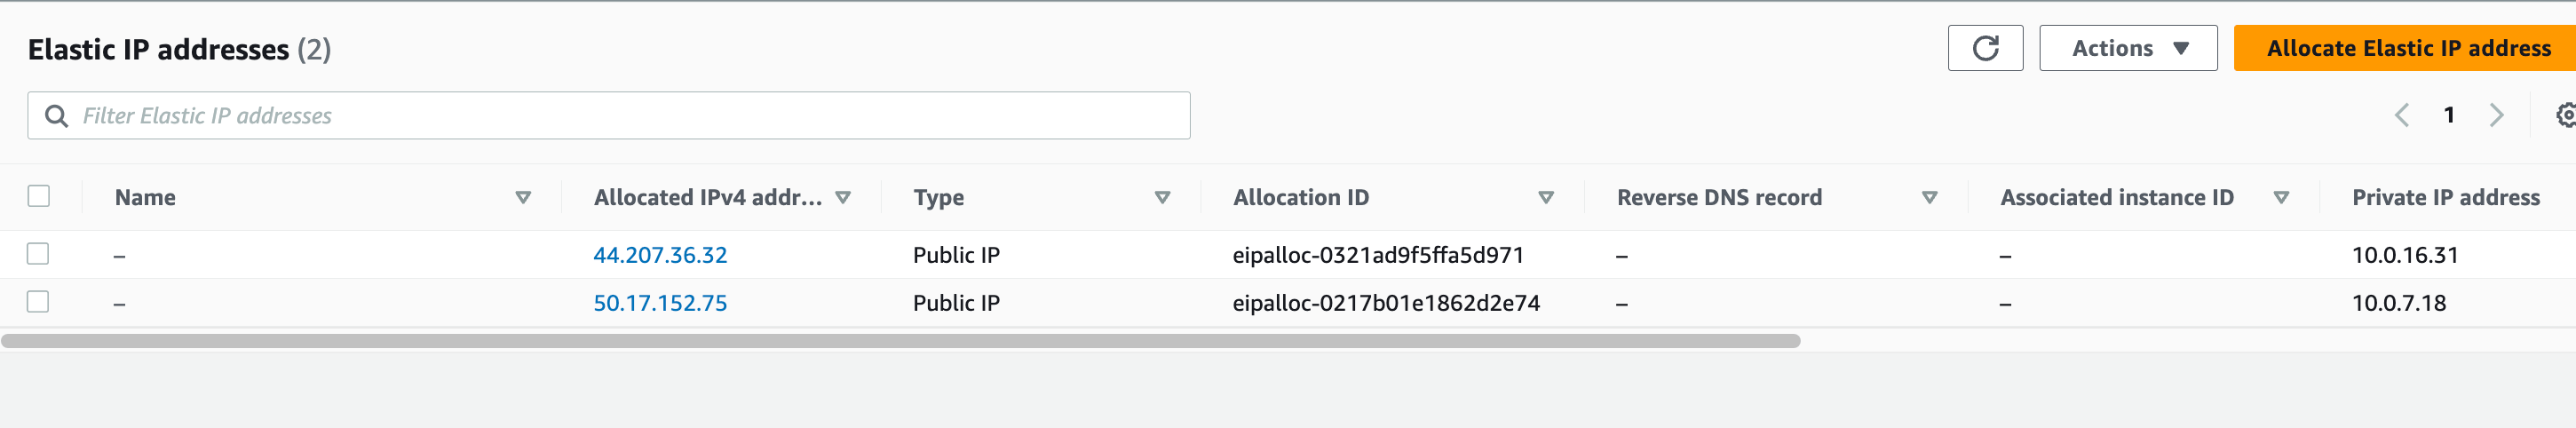 Elastic IP addresses (2)
Actions
Allocate Elastic IP address
Filter Elastic IP addresses
1
Name Allocated IPv4 addr... Type Allocation ID Reverse DNS record Associated instance ID Private IP address
– 44.207.36.32 Public IP eipalloc-0321ad9f5ffa5d971 – – 10.0.16.31
– 50.17.152.75 Public IP eipalloc-0217b01e1862d2e74 – – 10.0.7.18